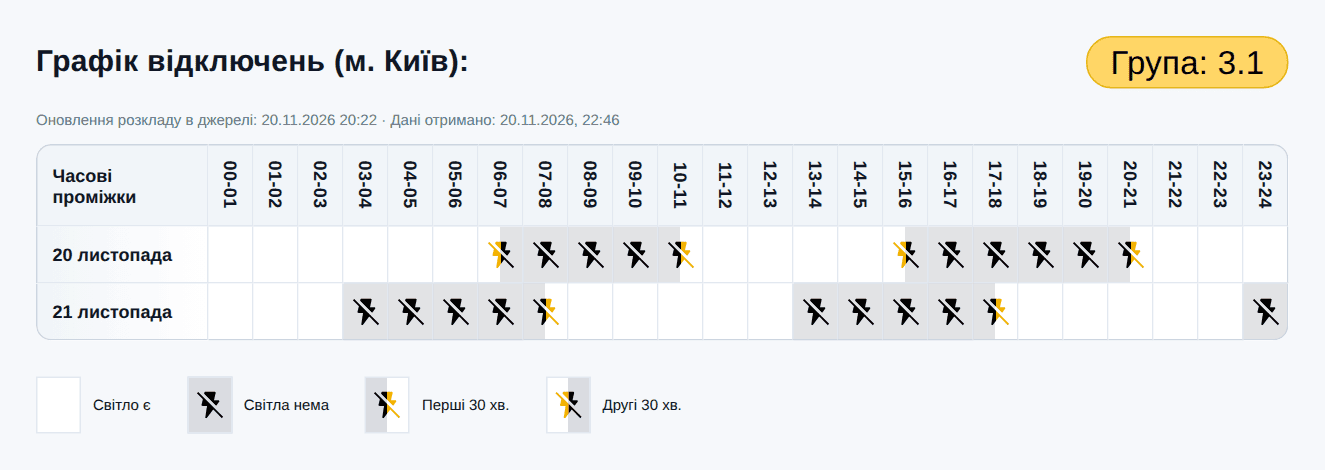 Графік відключень (м. Київ):
Група: 3.1
Оновлення розкладу в джерелі: 20.11.2026 20:22 · Дані отримано: 20.11.2026, 22:46
Часові
проміжки
00-01
01-02
02-03
03-04
04-05
05-06
06-07
07-08
08-09
09-10
10-11
11-12
12-13
13-14
14-15
15-16
16-17
17-18
18-19
19-20
20-21
21-22
22-23
23-24
20 листопада
21 листопада
Світло є
Світла нема
Перші 30 хв.
Другі 30 хв.